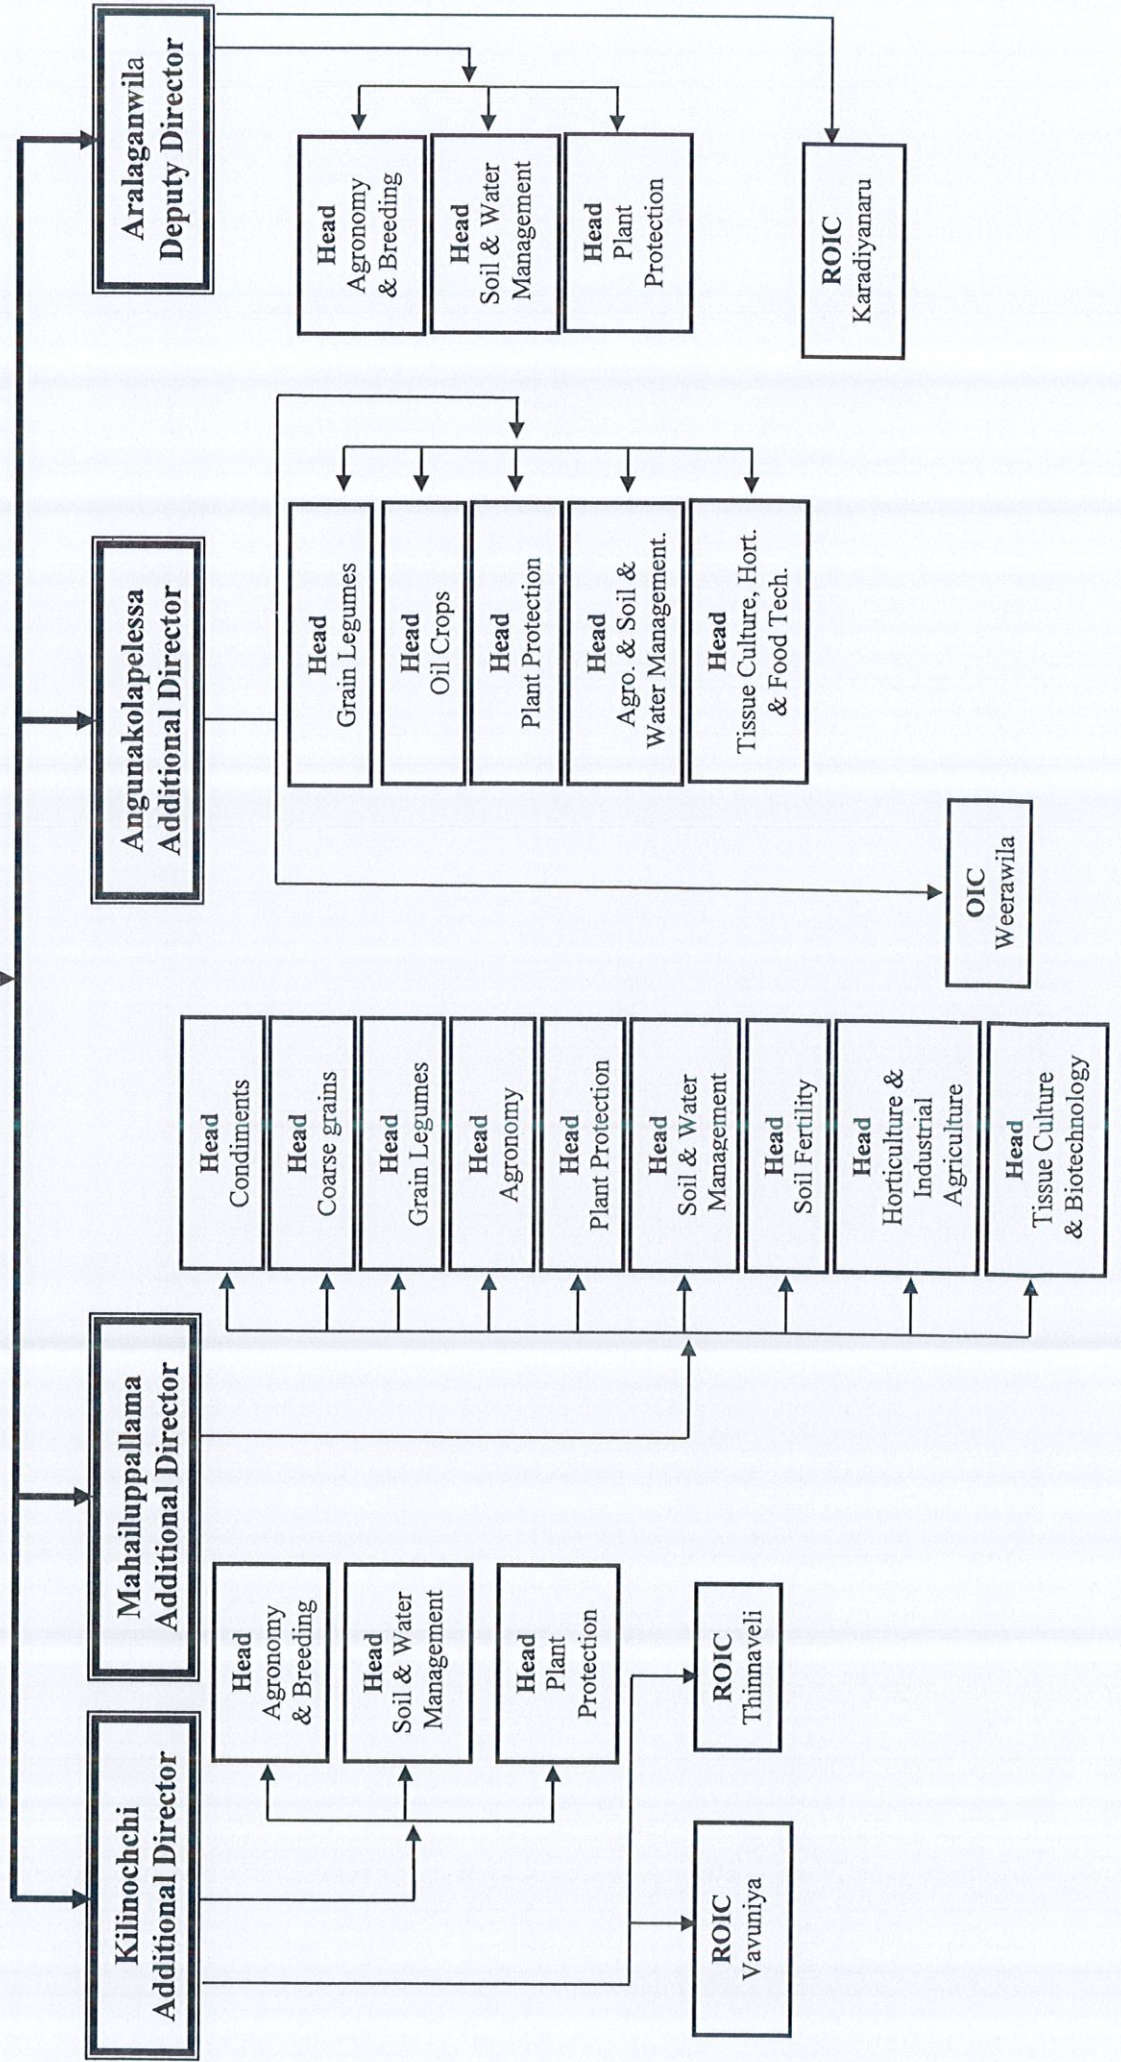 Kilinochchi
Additional Director
Mahailuppallama
Additional Director
Angunakolapelessa
Additional Director
Aralaganwila
Deputy Director
Head
Agronomy
& Breeding
Head
Soil & Water
Management
Head
Plant
Protection
ROIC
Vavuniya
ROIC
Thinnaveli
Head
Condiments
Head
Coarse grains
Head
Grain Legumes
Head
Agronomy
Head
Plant Protection
Head
Soil & Water
Management
Head
Soil Fertility
Head
Horticulture &
Industrial
Agriculture
Head
Tissue Culture
& Biotechnology
Head
Grain Legumes
Head
Oil Crops
Head
Plant Protection
Head
Agro. & Soil &
Water Management.
Head
Tissue Culture, Hort.
& Food Tech.
OIC
Weerawila
Head
Agronomy
& Breeding
Head
Soil & Water
Management
Head
Plant
Protection
ROIC
Karadiyanaru